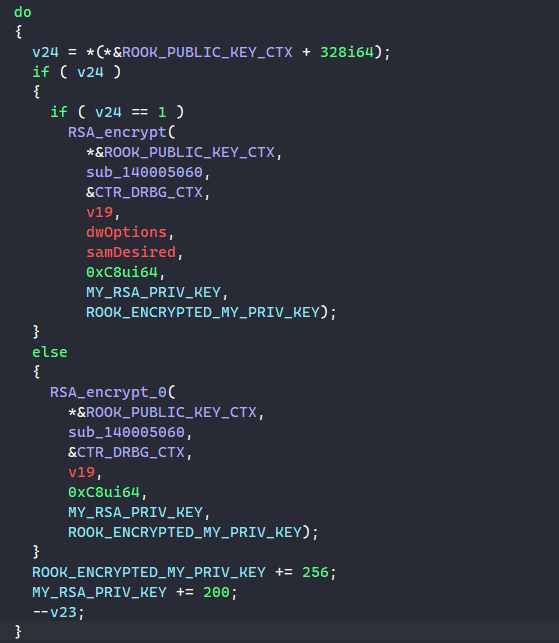 do
{
v24 = *(*&ROOK_PUBLIC_KEY_CTX + 328i64);
if ( v24 )
{
if ( v24 == 1 )
RSA_encrypt(
*&ROOK_PUBLIC_KEY_CTX,
sub_140005060,
&CTR_DRBG_CTX,
v19,
dwOptions,
samDesired,
0xC8ui64,
MY_RSA_PRIV_KEY,
ROOK_ENCRYPTED_MY_PRIV_KEY);
}
else
{
RSA_encrypt_0(
*&ROOK_PUBLIC_KEY_CTX,
sub_140005060,
&CTR_DRBG_CTX,
v19,
0xC8ui64,
MY_RSA_PRIV_KEY,
ROOK_ENCRYPTED_MY_PRIV_KEY);
}
ROOK_ENCRYPTED_MY_PRIV_KEY += 256;
MY_RSA_PRIV_KEY += 200;
--v23;
}